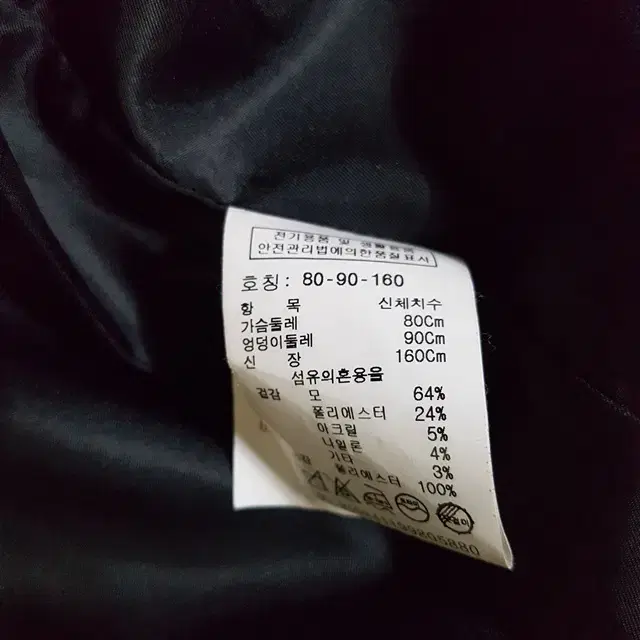 전기용품 및 생활용품
안전관리법에의한품질표시
호칭: 80-90-160
항 목 신체치수
가슴둘레 80Cm
엉덩이둘레 90Cm
신 장 160Cm
섬유의혼용율
겉감 모 64%
폴리에스터 24%
아크릴 5%
나일론 4%
기타 3%
폴리에스터 100%